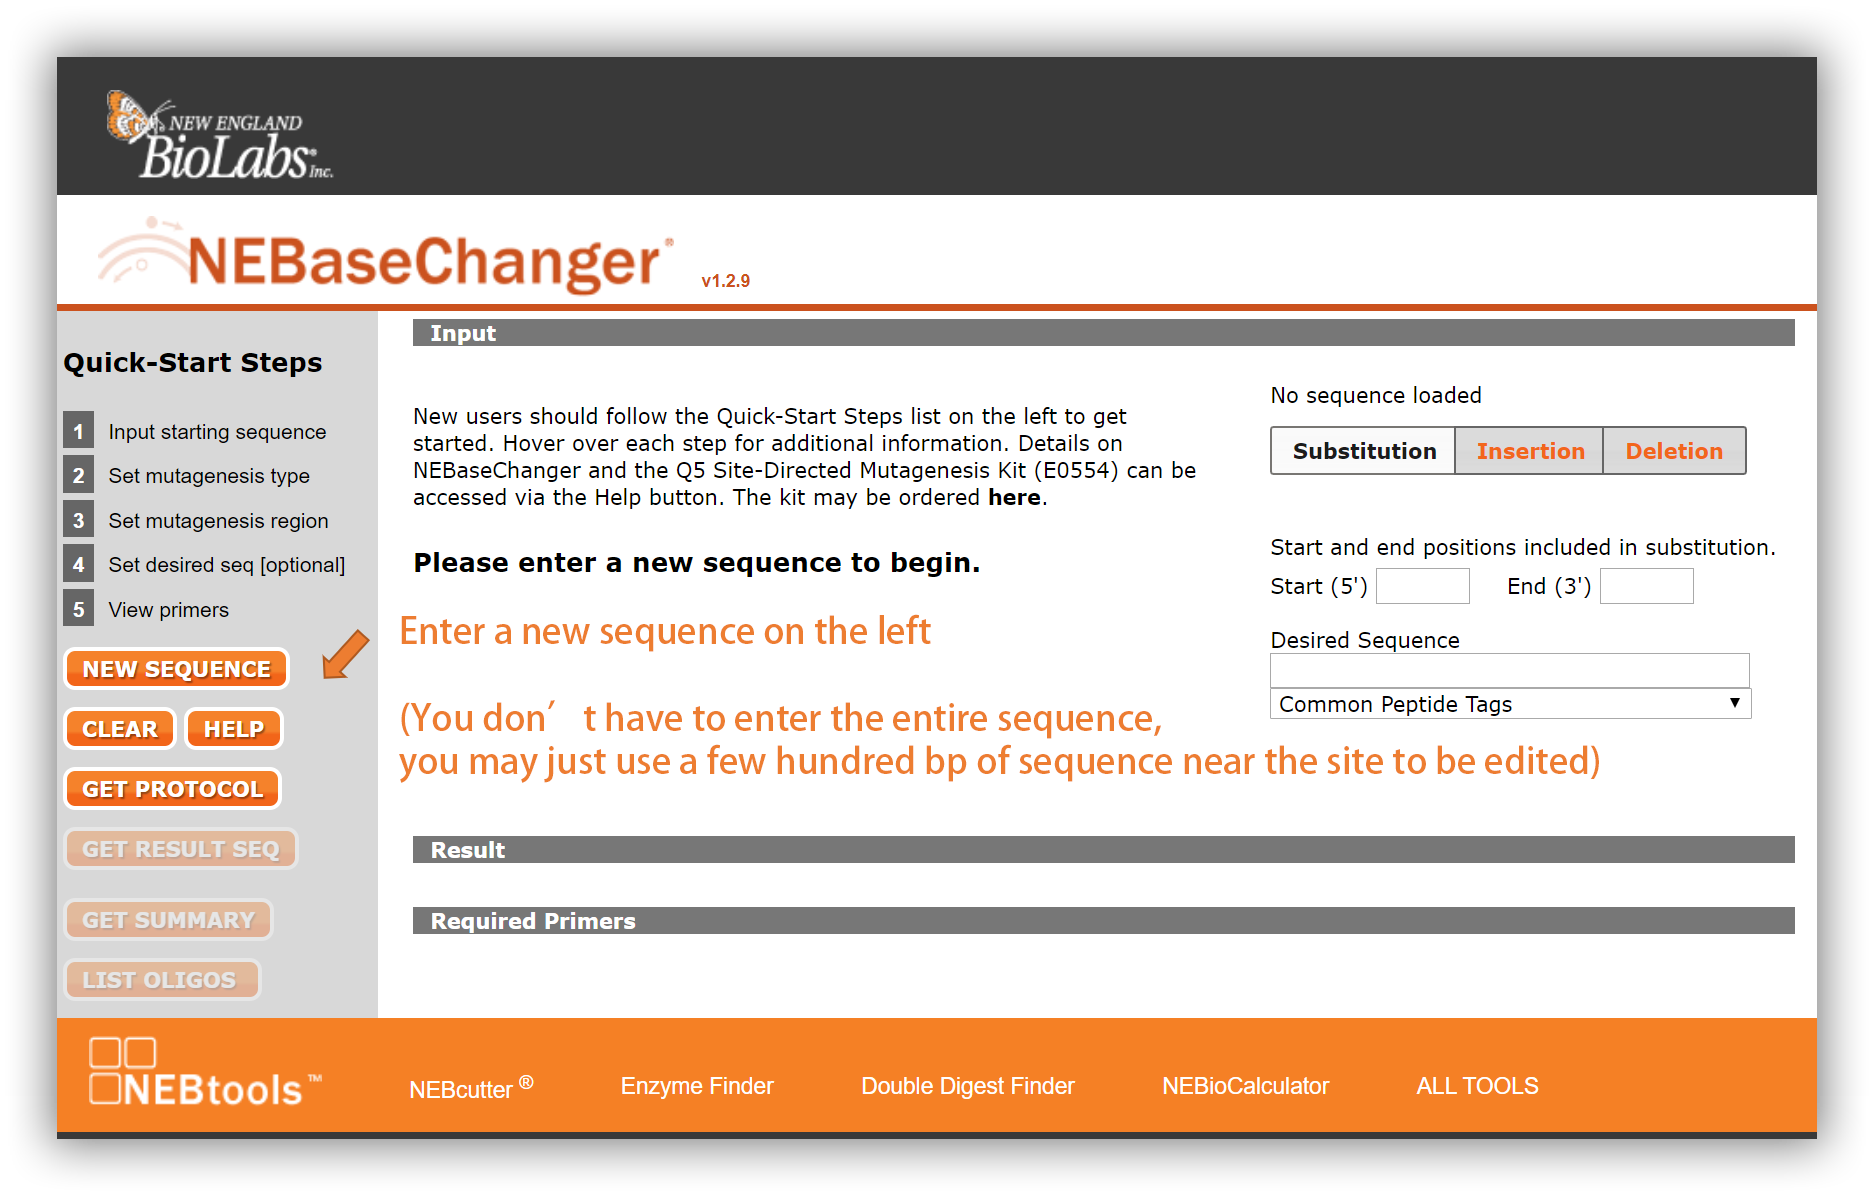 NEW ENGLAND
BioLabs® Inc.
NEBaseChanger®
v1.2.9
Quick-Start Steps
1 Input starting sequence
2 Set mutagenesis type
3 Set mutagenesis region
4 Set desired seq [optional]
5 View primers
NEW SEQUENCE
CLEAR HELP
GET PROTOCOL
GET RESULT SEQ
GET SUMMARY
LIST OLIGOS
Input
New users should follow the Quick-Start Steps list on the left to get
started. Hover over each step for additional information. Details on
NEBaseChanger and the Q5 Site-Directed Mutagenesis Kit (E0554) can be
accessed via the Help button. The kit may be ordered here.
Please enter a new sequence to begin.
Enter a new sequence on the left
(You don’t have to enter the entire sequence,
you may just use a few hundred bp of sequence near the site to be edited)
No sequence loaded
Substitution Insertion Deletion
Start and end positions included in substitution.
Start (5') End (3')
Desired Sequence
Common Peptide Tags ▼
Result
Required Primers
NEBtools™
NEBcutter® Enzyme Finder Double Digest Finder NEBioCalculator ALL TOOLS